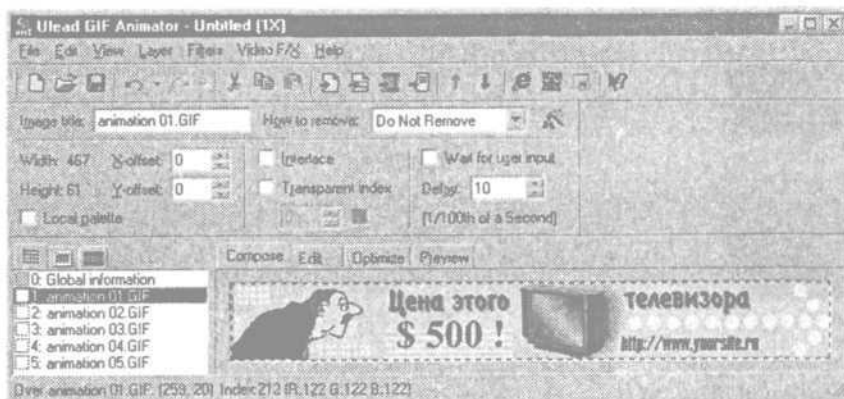 Ulead GIF Animator - Untitled [1X]
File Edit View Layer Filters Video F/X Help
Image title: animation 01.GIF How to remove: Do Not Remove
Width: 467 X-offset: 0 Interlace Wait for user input
Height: 61 Y-offset: 0 Transparent index Delay: 10
Local palette (1/100th of a Second)
Compose Edit Optimize Preview
0: Global information
1: animation 01.GIF
2: animation 02.GIF
3: animation 03.GIF
4: animation 04.GIF
5: animation 05.GIF
Цена этого
$ 500 !
телевизора
http://www.yoursite.ru
Over animation 01.GIF: (259, 20) Index:212 (R:122 G:122 B:122)